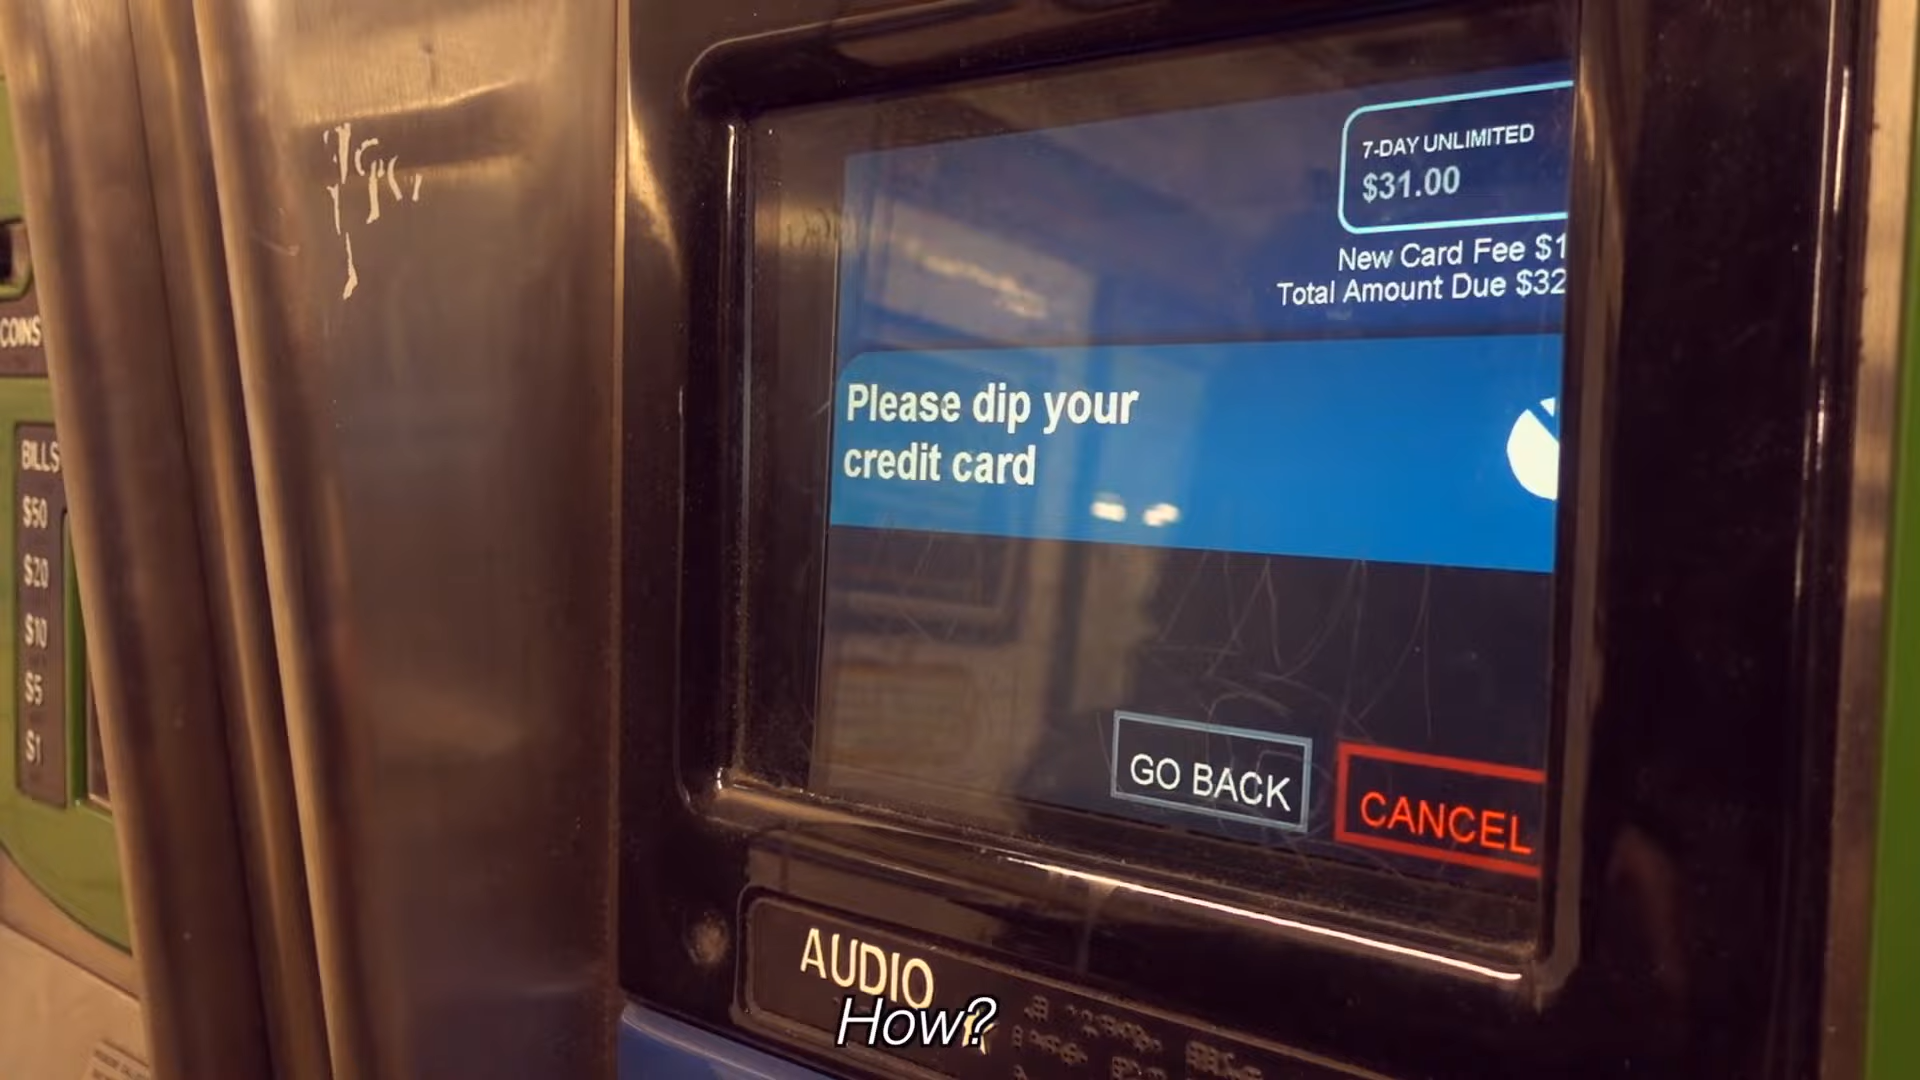 COINS
BILLS
$50
$20
$10
$5
$1
7-DAY UNLIMITED
$31.00
New Card Fee $1
Total Amount Due $32
Please dip your
credit card
GO BACK
CANCEL
AUDIO
How?